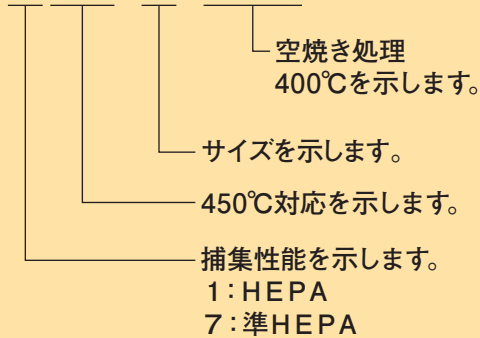 空焼き処理
400℃を示します。
サイズを示します。
450℃対応を示します。
捕集性能を示します。
1：HEPA
7：準HEPA